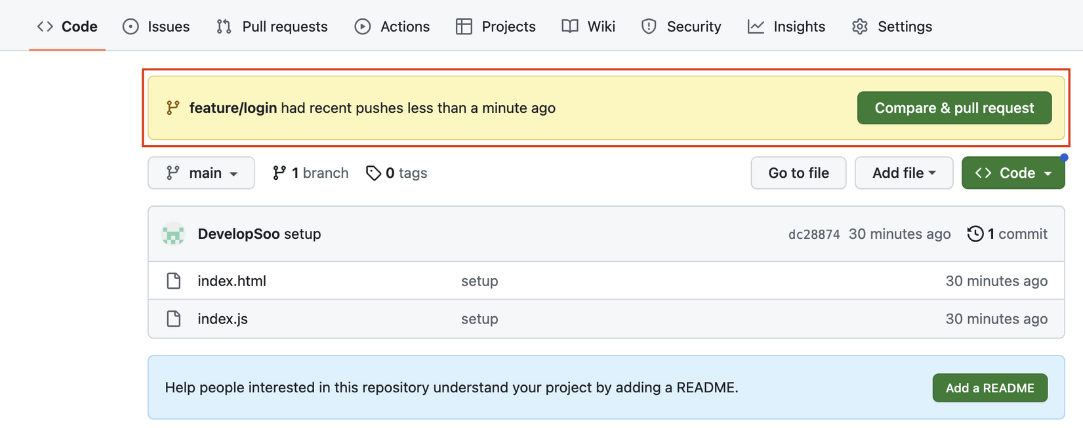 Code Issues Pull requests Actions Projects Wiki Security Insights Settings
feature/login had recent pushes less than a minute ago Compare & pull request
main 1 branch 0 tags Go to file Add file Code
DevelopSoo setup dc28874 30 minutes ago 1 commit
index.html setup 30 minutes ago
index.js setup 30 minutes ago
Help people interested in this repository understand your project by adding a README. Add a README